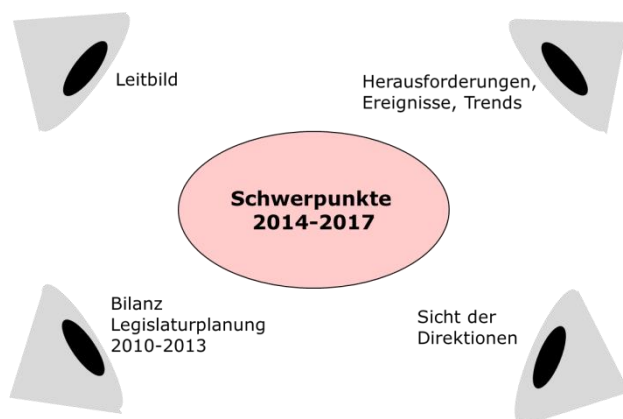 Leitbild
Herausforderungen,
Ereignisse, Trends
Schwerpunkte
2014-2017
Bilanz
Legislaturplanung
2010-2013
Sicht der
Direktionen